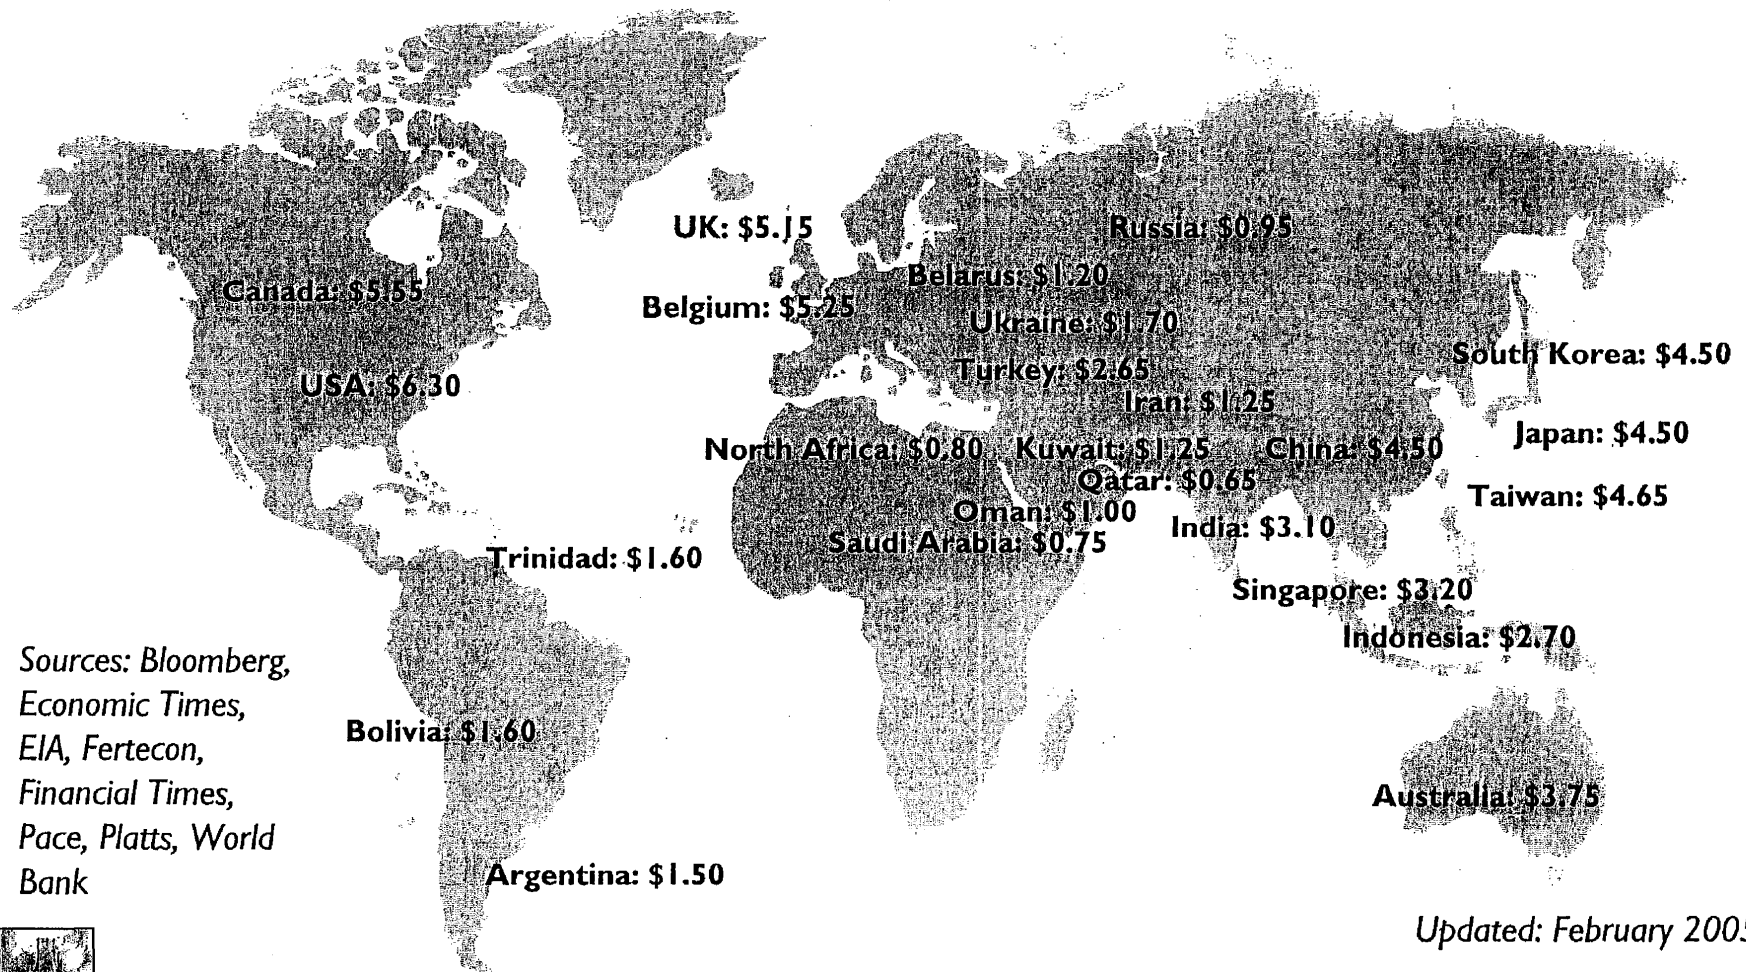 UK: $5.15
Russia: $0.95
Belarus: $1.20
Canada: $5.55
Belgium: $5.25
Ukraine: $1.70
South Korea: $4.50
Turkey: $2.65
USA: $6.30
Iran: $1.25
Japan: $4.50
North Africa: $0.80
Kuwait: $1.25
China: $4.50
Qatar: $0.65
Taiwan: $4.65
Oman: $1.00
India: $3.10
Saudi Arabia: $0.75
Trinidad: $1.60
Singapore: $3.20
Indonesia: $2.70
Sources: Bloomberg,
Economic Times,
EIA, Fertecon,
Financial Times,
Pace, Platts, World
Bank
Bolivia: $1.60
Australia: $3.75
Argentina: $1.50
Updated: February 2005